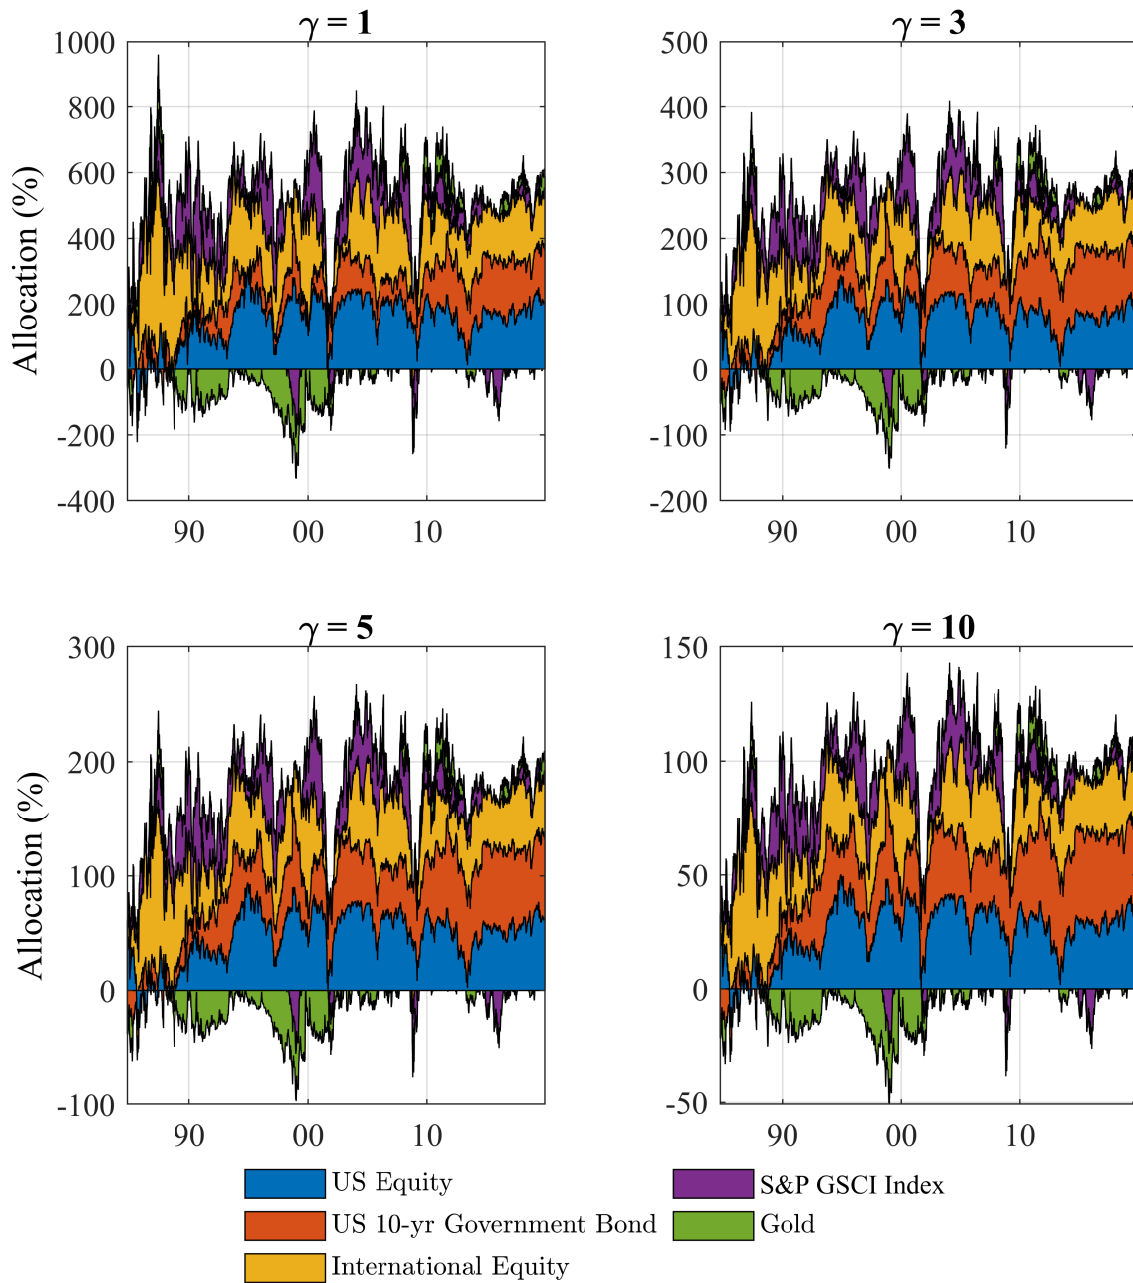 γ = 1
γ = 3
1000
800
600
400
200
0
-200
-400
Allocation (%)
90 00 10
500
400
300
200
100
0
-100
-200
90 00 10
γ = 5
γ = 10
300
200
100
0
-100
Allocation (%)
90 00 10
150
100
50
0
-50
90 00 10
US Equity
US 10-yr Government Bond
International Equity
S&P GSCI Index
Gold